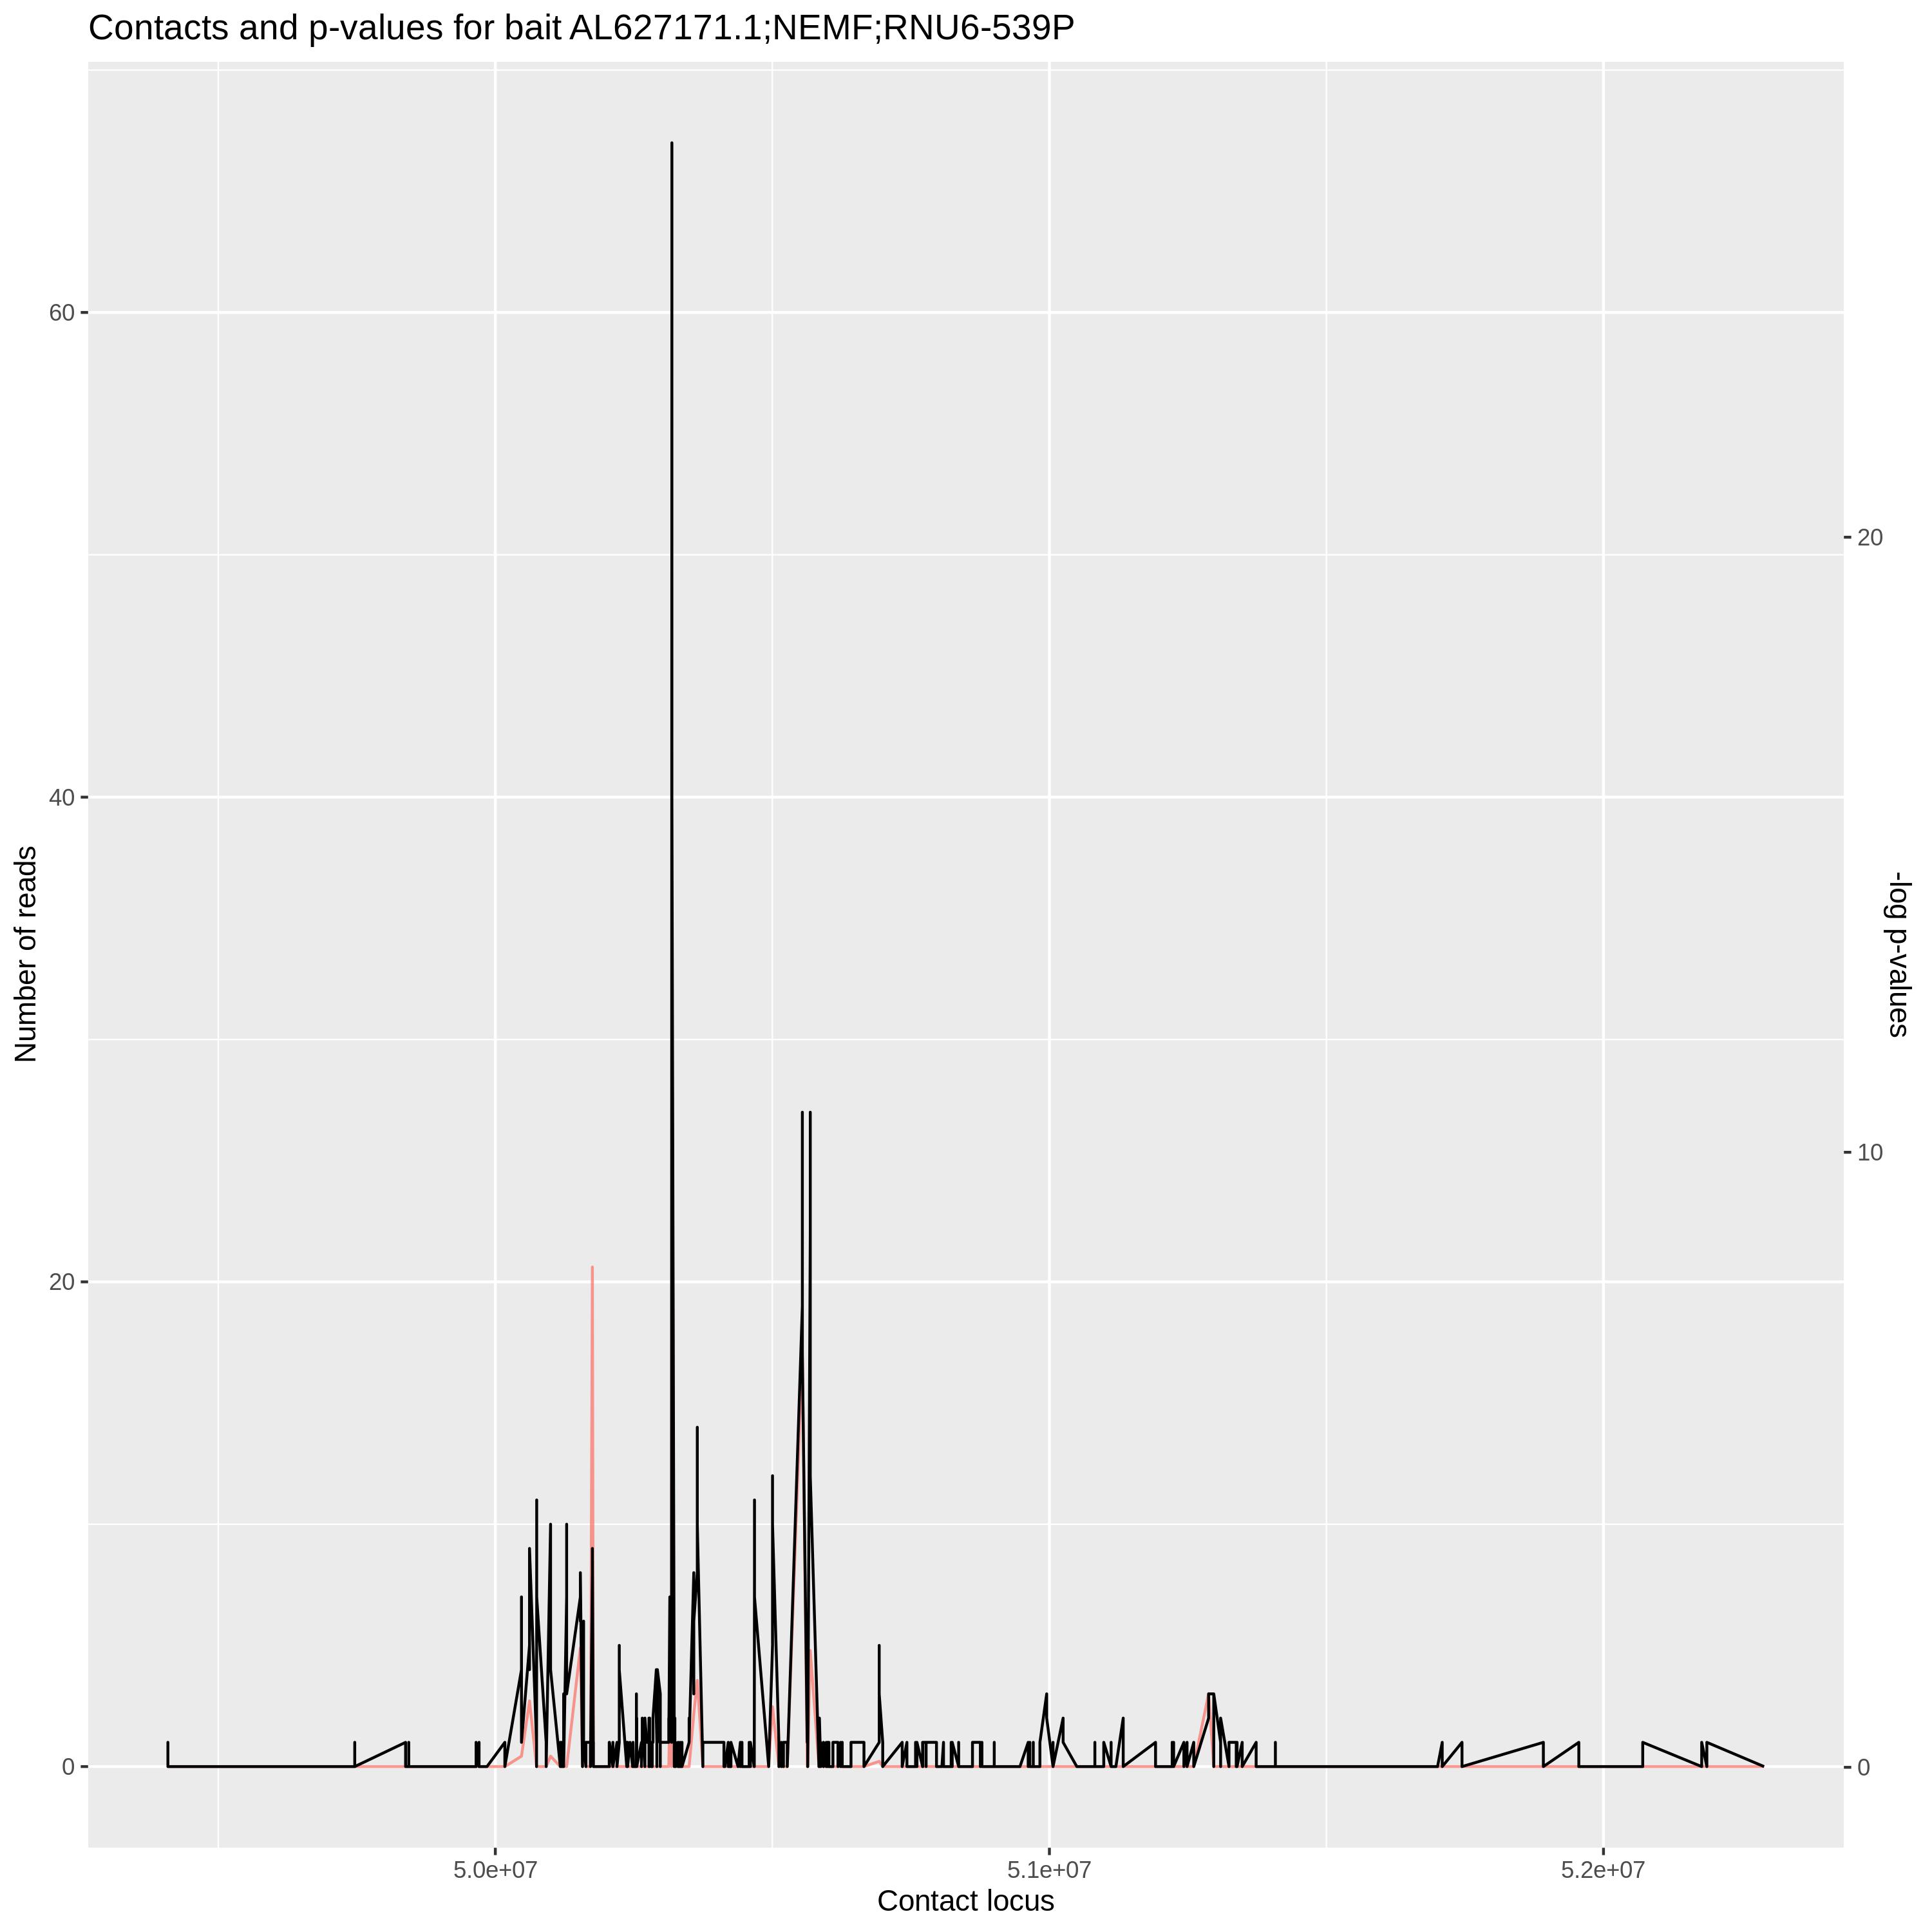 Contacts and p-values for bait AL627171.1;NEMF;RNU6-539P
60
40
20
0
Number of reads
20
10
0
-log p-values
5.0e+07
5.1e+07
5.2e+07
Contact locus